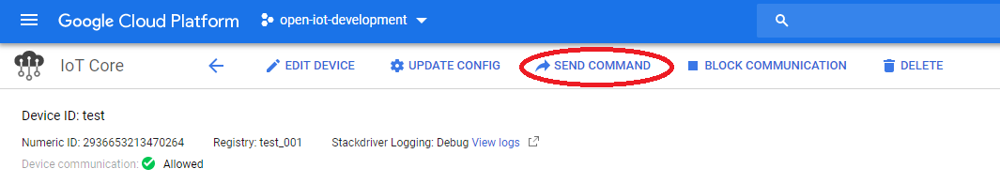 Google Cloud Platform open-iot-development
IoT Core EDIT DEVICE UPDATE CONFIG SEND COMMAND BLOCK COMMUNICATION DELETE
Device ID: test
Numeric ID: 2936653213470264 Registry: test_001 Stackdriver Logging: Debug View logs
Device communication: Allowed